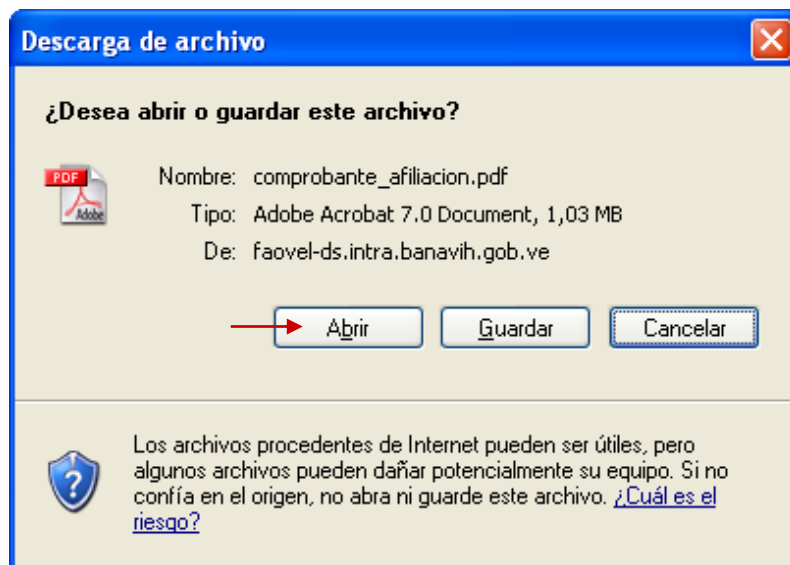 Descarga de archivo
¿Desea abrir o guardar este archivo?
PDF
Adobe
Nombre: comprobante_afiliacion.pdf
Tipo: Adobe Acrobat 7.0 Document, 1,03 MB
De: faovel-ds.intra.banavih.gob.ve
Abrir Guardar Cancelar
Los archivos procedentes de Internet pueden ser útiles, pero
algunos archivos pueden dañar potencialmente su equipo. Si no
confía en el origen, no abra ni guarde este archivo. ¿Cuál es el
riesgo?